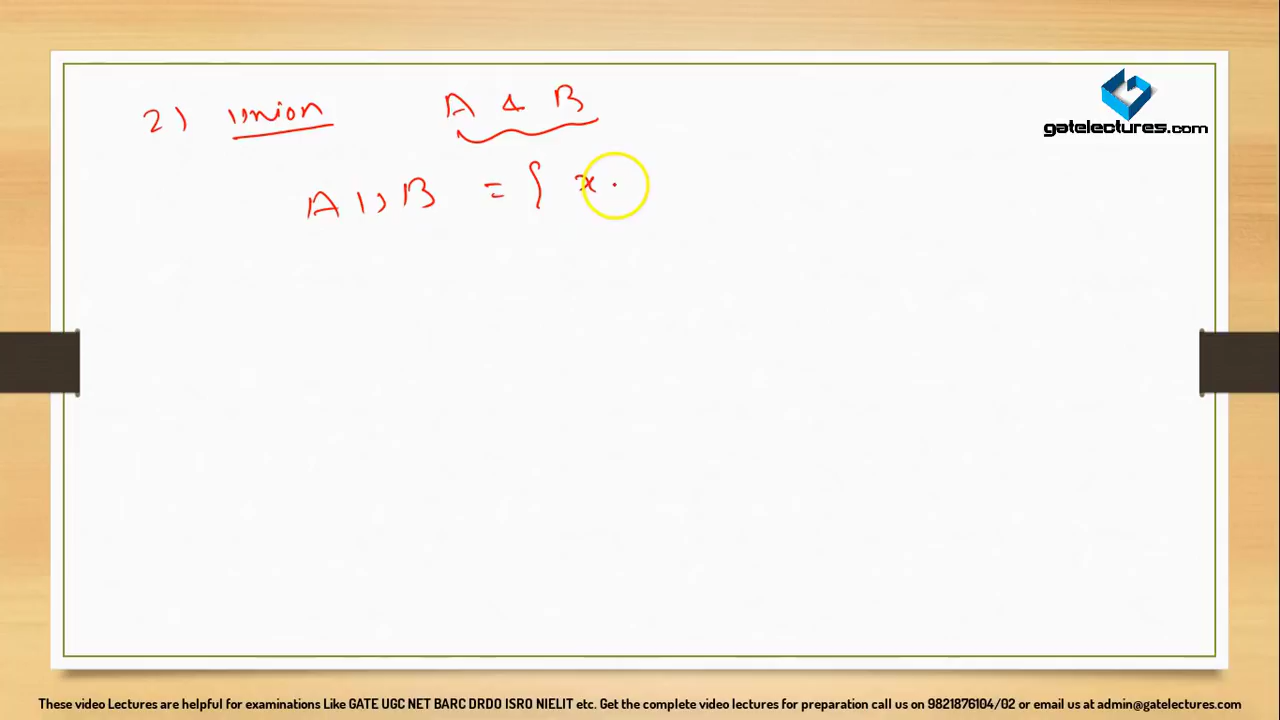 2) Union A & B
gatelectures.com
A ∪ B = { x .
These video Lectures are helpful for examinations Like GATE UGC NET BARC DRDO ISRO NIELIT etc. Get the complete video lectures for preparation call us on 9821876104/02 or email us at admin@gatelectures.com